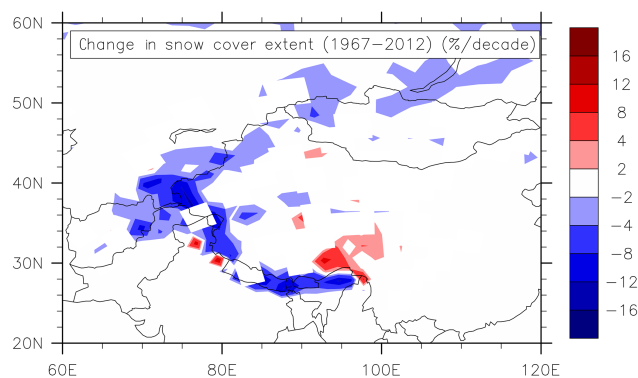 60N
Change in snow cover extent (1967−2012) (%/decade)
50N
40N
30N
20N
60E
80E
100E
120E
16
12
8
4
2
−2
−4
−8
−12
−16